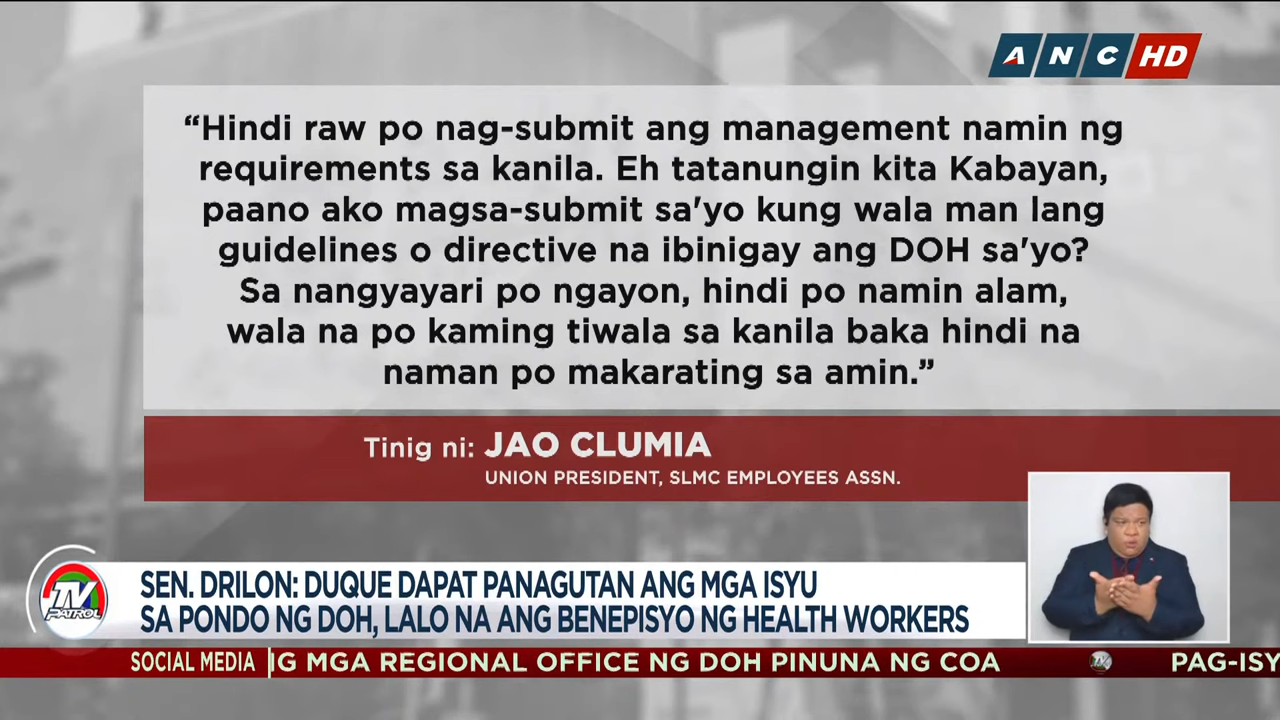 ANC HD
“Hindi raw po nag-submit ang management namin ng
requirements sa kanila. Eh tatanungin kita Kabayan,
paano ako magsa-submit sa'yo kung wala man lang
guidelines o directive na ibinigay ang DOH sa'yo?
Sa nangyayari po ngayon, hindi po namin alam,
wala na po kaming tiwala sa kanila baka hindi na
naman po makarating sa amin.”
Tinig ni: JAO CLUMIA
UNION PRESIDENT, SLMC EMPLOYEES ASSN.
TV PATROL
SEN. DRILON: DUQUE DAPAT PANAGUTAN ANG MGA ISYU
SA PONDO NG DOH, LALO NA ANG BENEPISYO NG HEALTH WORKERS
SOCIAL MEDIA IG MGA REGIONAL OFFICE NG DOH PINUNA NG COA PAG-ISY